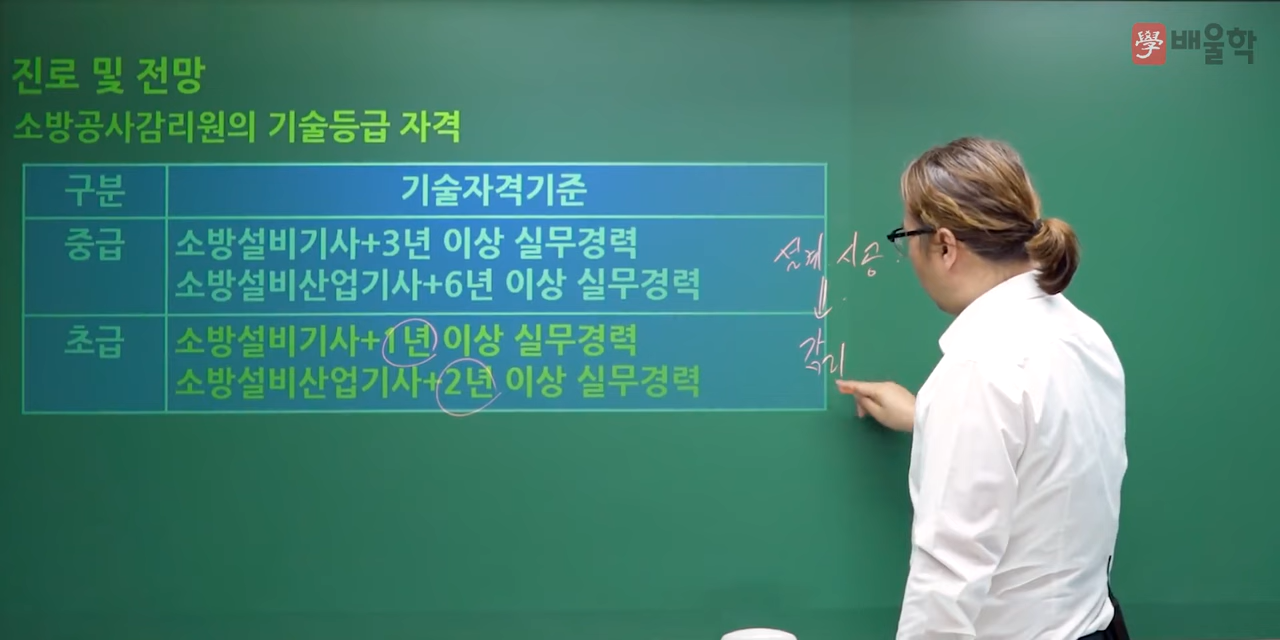 學 배울학
진로 및 전망
소방공사감리원의 기술등급 자격
구분 기술자격기준
중급 소방설비기사+3년 이상 실무경력
소방설비산업기사+6년 이상 실무경력
초급 소방설비기사+1년 이상 실무경력
소방설비산업기사+2년 이상 실무경력
설계 시공
감리